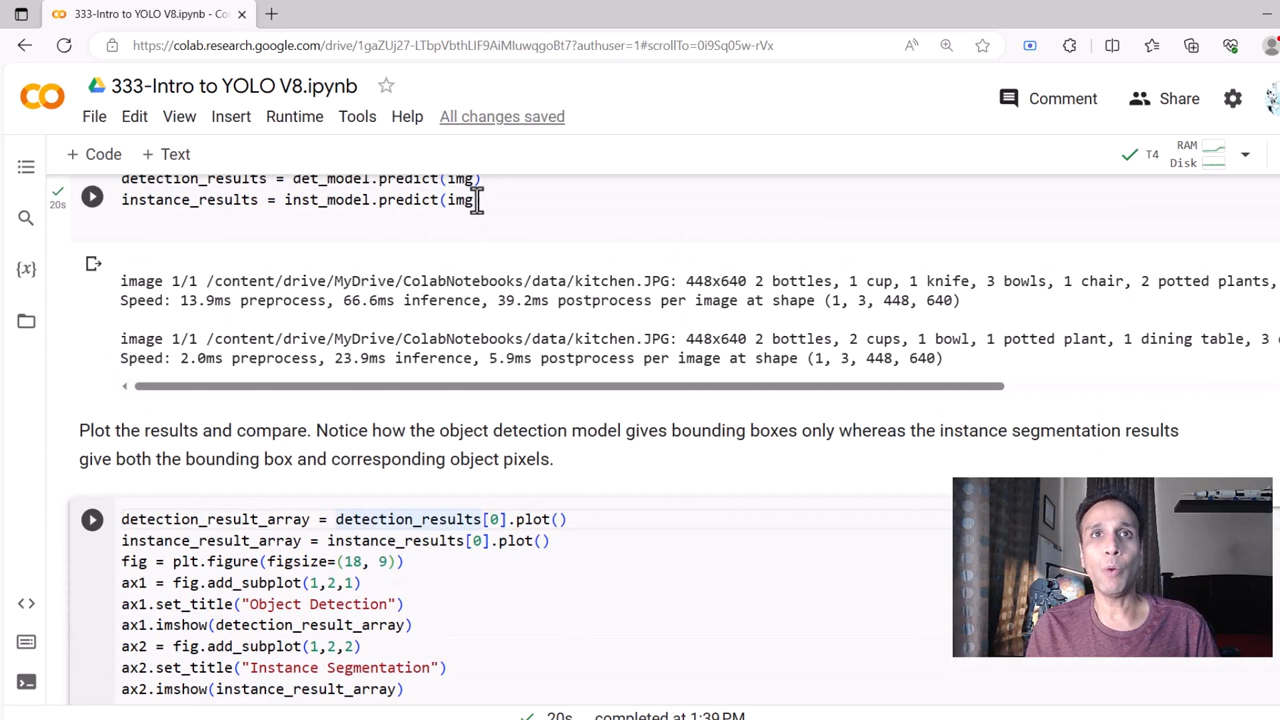 333-Intro to YOLO V8.ipynb - Co
https://colab.research.google.com/drive/1gaZUj27-LTbpVbthLIF9AiMluwqgoBt7?authuser=1#scrollTo=0i9Sq05w-rVx
333-Intro to YOLO V8.ipynb
File Edit View Insert Runtime Tools Help All changes saved
Comment Share
+ Code + Text
T4 RAM Disk
detection_results = det_model.predict(img)
20s
instance_results = inst_model.predict(img
image 1/1 /content/drive/MyDrive/ColabNotebooks/data/kitchen.JPG: 448x640 2 bottles, 1 cup, 1 knife, 3 bowls, 1 chair, 2 potted plants,
Speed: 13.9ms preprocess, 66.6ms inference, 39.2ms postprocess per image at shape (1, 3, 448, 640)
image 1/1 /content/drive/MyDrive/ColabNotebooks/data/kitchen.JPG: 448x640 2 bottles, 2 cups, 1 bowl, 1 potted plant, 1 dining table, 3
Speed: 2.0ms preprocess, 23.9ms inference, 5.9ms postprocess per image at shape (1, 3, 448, 640)
Plot the results and compare. Notice how the object detection model gives bounding boxes only whereas the instance segmentation results
give both the bounding box and corresponding object pixels.
detection_result_array = detection_results[0].plot()
instance_result_array = instance_results[0].plot()
fig = plt.figure(figsize=(18, 9))
ax1 = fig.add_subplot(1,2,1)
ax1.set_title("Object Detection")
ax1.imshow(detection_result_array)
ax2 = fig.add_subplot(1,2,2)
ax2.set_title("Instance Segmentation")
ax2.imshow(instance_result_array)
20s completed at 1:39 PM